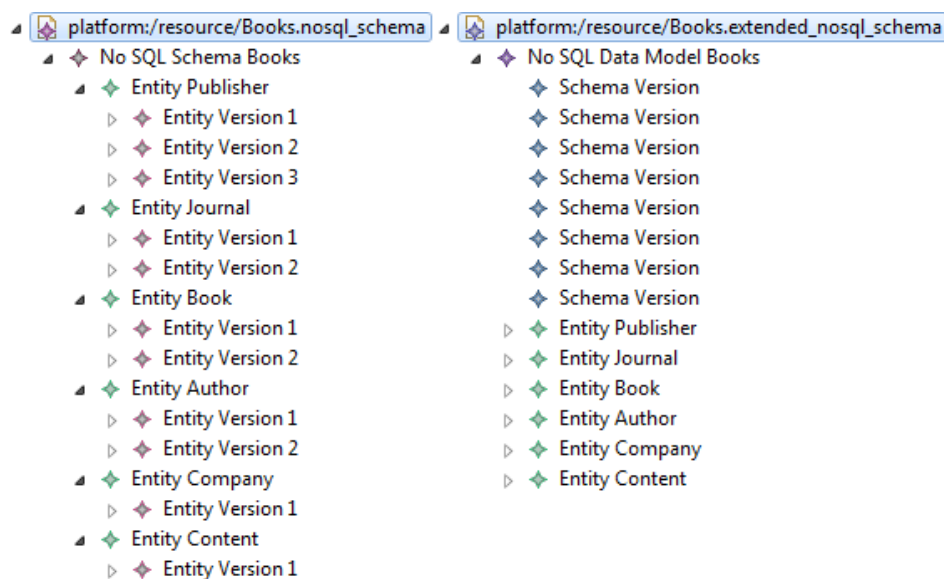 platform:/resource/Books.nosql_schema
No SQL Schema Books
Entity Publisher
Entity Version 1
Entity Version 2
Entity Version 3
Entity Journal
Entity Version 1
Entity Version 2
Entity Book
Entity Version 1
Entity Version 2
Entity Author
Entity Version 1
Entity Version 2
Entity Company
Entity Version 1
Entity Content
Entity Version 1
platform:/resource/Books.extended_nosql_schema
No SQL Data Model Books
Schema Version
Schema Version
Schema Version
Schema Version
Schema Version
Schema Version
Schema Version
Schema Version
Entity Publisher
Entity Journal
Entity Book
Entity Author
Entity Company
Entity Content